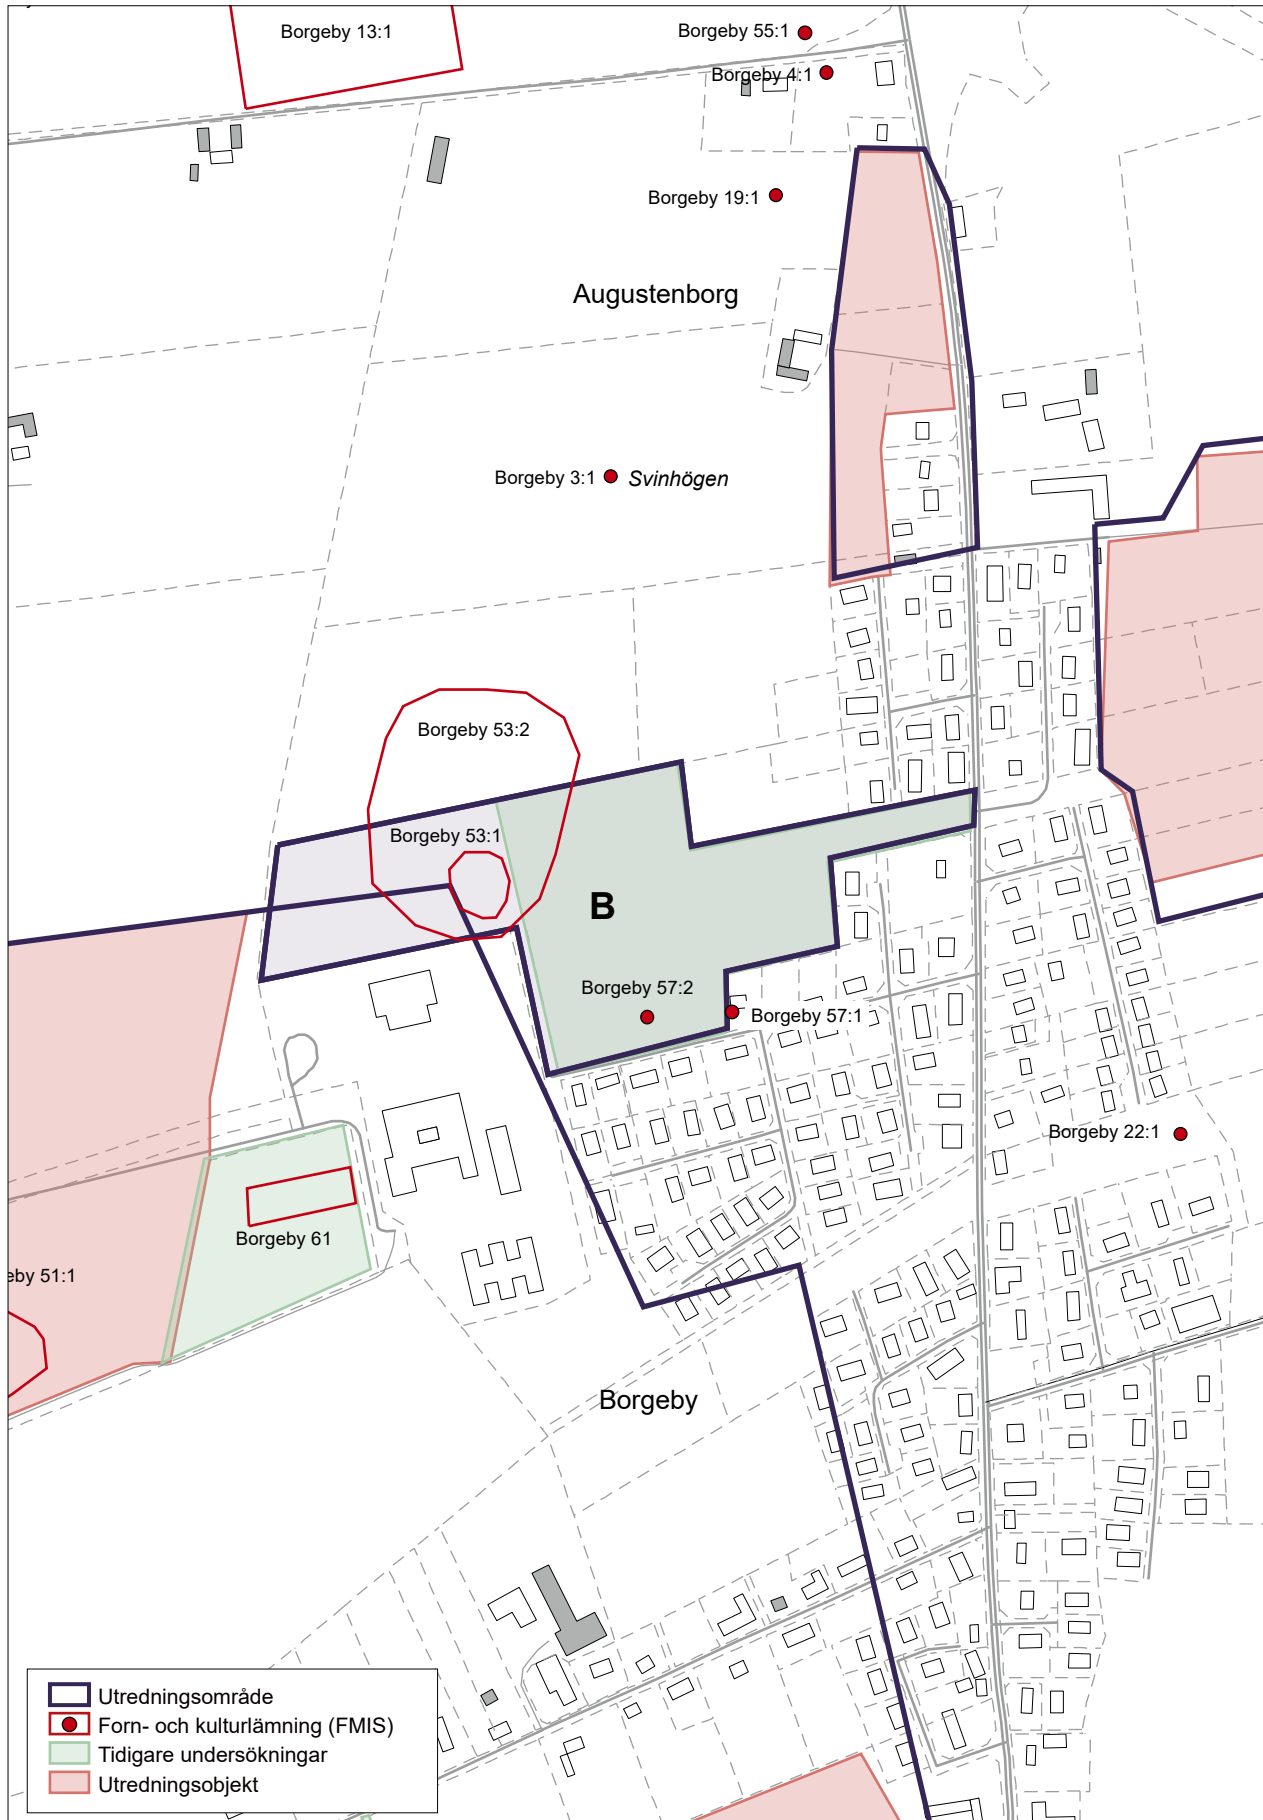 Borgeby 13:1
Borgeby 55:1
Borgeby 4:1
Borgeby 19:1
Augustenborg
Borgeby 3:1
Svinhögen
Borgeby 53:2
Borgeby 53:1
B
Borgeby 57:2
Borgeby 57:1
Borgeby 22:1
Borgeby 61
eby 51:1
Borgeby
Utredningsområde
Forn- och kulturlämning (FMIS)
Tidigare undersökningar
Utredningsobjekt